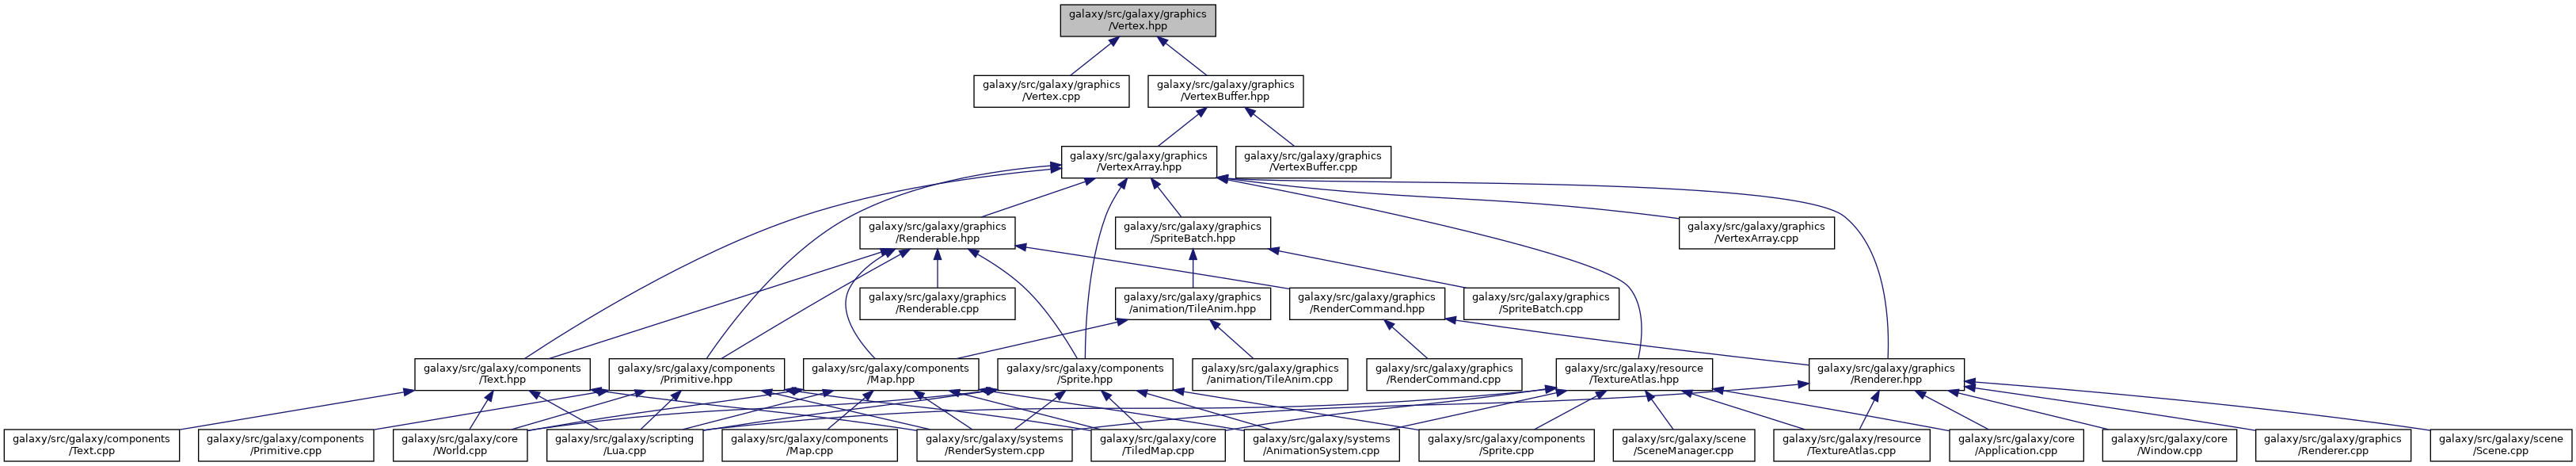 galaxy/src/galaxy/graphics
/Vertex.hpp
galaxy/src/galaxy/graphics
/Vertex.cpp
galaxy/src/galaxy/graphics
/VertexBuffer.hpp
galaxy/src/galaxy/graphics
/VertexArray.hpp
galaxy/src/galaxy/graphics
/VertexBuffer.cpp
galaxy/src/galaxy/graphics
/Renderable.hpp
galaxy/src/galaxy/graphics
/SpriteBatch.hpp
galaxy/src/galaxy/graphics
/VertexArray.cpp
galaxy/src/galaxy/graphics
/Renderable.cpp
galaxy/src/galaxy/graphics
/animation/TileAnim.hpp
galaxy/src/galaxy/graphics
/RenderCommand.hpp
galaxy/src/galaxy/graphics
/SpriteBatch.cpp
galaxy/src/galaxy/components
/Text.hpp
galaxy/src/galaxy/components
/Primitive.hpp
galaxy/src/galaxy/components
/Map.hpp
galaxy/src/galaxy/components
/Sprite.hpp
galaxy/src/galaxy/graphics
/animation/TileAnim.cpp
galaxy/src/galaxy/graphics
/RenderCommand.cpp
galaxy/src/galaxy/resource
/TextureAtlas.hpp
galaxy/src/galaxy/graphics
/Renderer.hpp
galaxy/src/galaxy/components
/Text.cpp
galaxy/src/galaxy/components
/Primitive.cpp
galaxy/src/galaxy/core
/World.cpp
galaxy/src/galaxy/scripting
/Lua.cpp
galaxy/src/galaxy/components
/Map.cpp
galaxy/src/galaxy/systems
/RenderSystem.cpp
galaxy/src/galaxy/core
/TiledMap.cpp
galaxy/src/galaxy/systems
/AnimationSystem.cpp
galaxy/src/galaxy/components
/Sprite.cpp
galaxy/src/galaxy/scene
/SceneManager.cpp
galaxy/src/galaxy/resource
/TextureAtlas.cpp
galaxy/src/galaxy/core
/Application.cpp
galaxy/src/galaxy/core
/Window.cpp
galaxy/src/galaxy/graphics
/Renderer.cpp
galaxy/src/galaxy/scene
/Scene.cpp